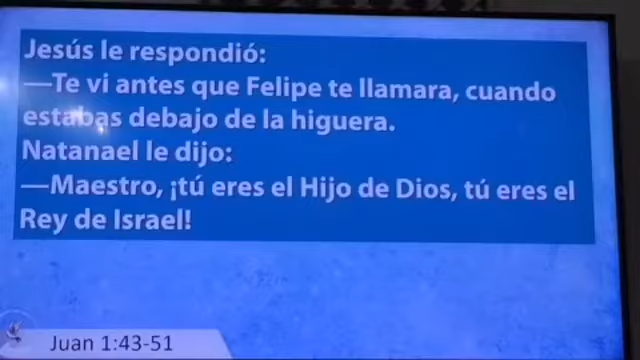 Jesús le respondió:
—Te vi antes que Felipe te llamara, cuando
estabas debajo de la higuera.
Natanael le dijo:
—Maestro, ¡tú eres el Hijo de Dios, tú eres el
Rey de Israel!
Juan 1:43-51